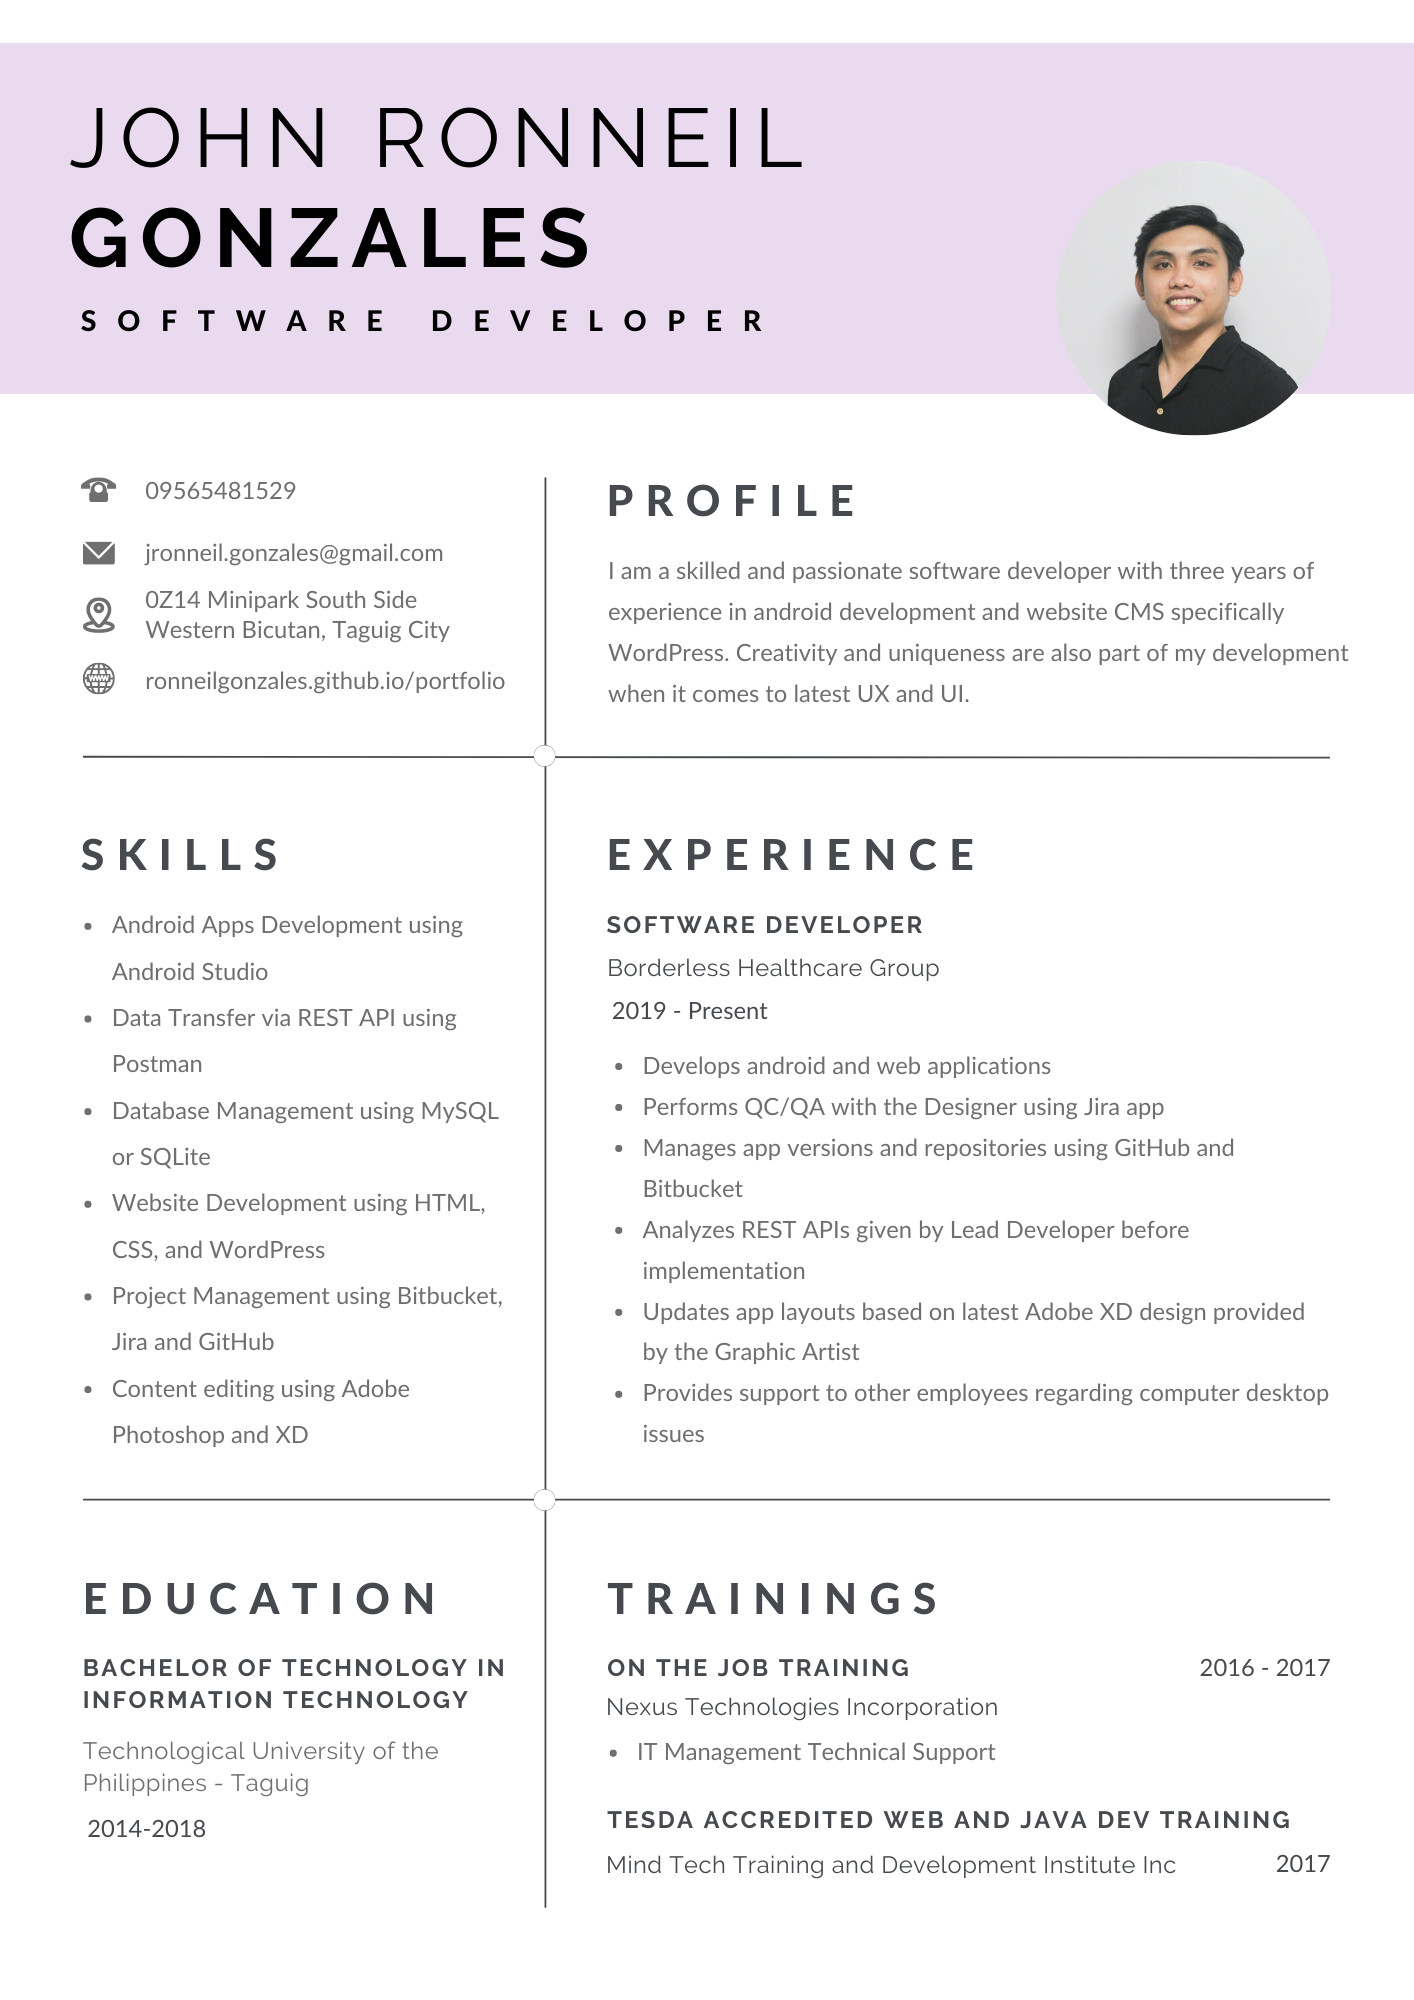 JOHN RONNEIL
GONZALES
SOFTWARE DEVELOPER
09565481529
jronneil.gonzales@gmail.com
0Z14 Minipark South Side
Western Bicutan, Taguig City
ronneilgonzales.github.io/portfolio
PROFILE
I am a skilled and passionate software developer with three years of
experience in android development and website CMS specifically
WordPress. Creativity and uniqueness are also part of my development
when it comes to latest UX and UI.
SKILLS
• Android Apps Development using
Android Studio
• Data Transfer via REST API using
Postman
• Database Management using MySQL
or SQLite
• Website Development using HTML,
CSS, and WordPress
• Project Management using Bitbucket,
Jira and GitHub
• Content editing using Adobe
Photoshop and XD
EXPERIENCE
SOFTWARE DEVELOPER
Borderless Healthcare Group
2019 - Present
• Develops android and web applications
• Performs QC/QA with the Designer using Jira app
• Manages app versions and repositories using GitHub and
Bitbucket
• Analyzes REST APIs given by Lead Developer before
implementation
• Updates app layouts based on latest Adobe XD design provided
by the Graphic Artist
• Provides support to other employees regarding computer desktop
issues
EDUCATION
BACHELOR OF TECHNOLOGY IN
INFORMATION TECHNOLOGY
Technological University of the
Philippines - Taguig
2014-2018
TRAININGS
ON THE JOB TRAINING 2016 - 2017
Nexus Technologies Incorporation
• IT Management Technical Support
TESDA ACCREDITED WEB AND JAVA DEV TRAINING
Mind Tech Training and Development Institute Inc 2017